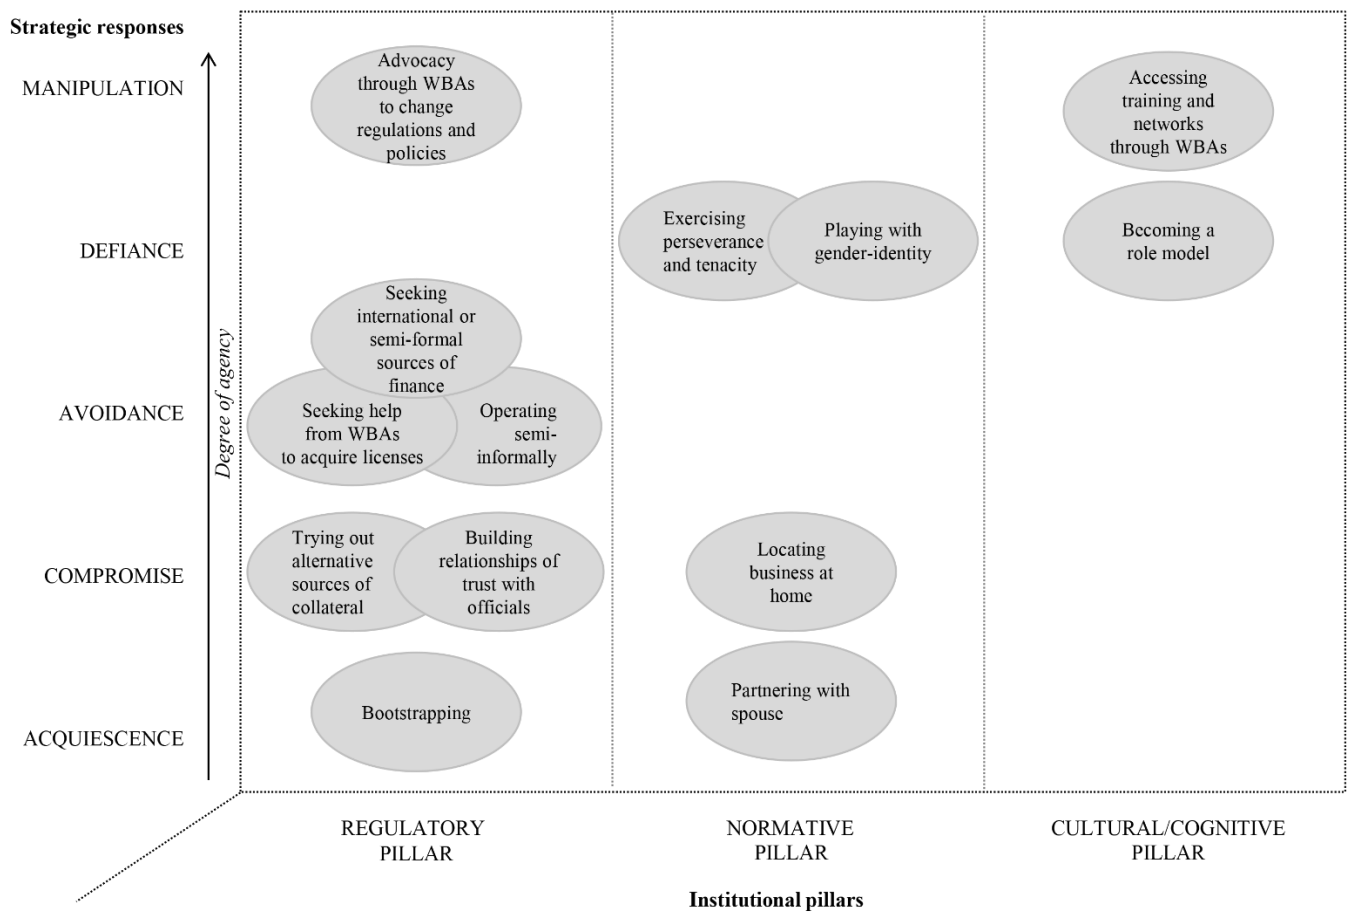 Strategic responses
MANIPULATION
Advocacy
through WBAs
to change
regulations and
policies
Accessing
training and
networks
through WBAs
DEFIANCE
Exercising
perseverance
and tenacity
Playing with
gender-identity
Becoming a
role model
Degree of agency
AVOIDANCE
Seeking
international or
semi-formal
sources of
finance
Seeking help
from WBAs
to acquire licenses
Operating
semi-
informally
COMPROMISE
Trying out
alternative
sources of
collateral
Building
relationships of
trust with
officials
Locating
business at
home
ACQUIESCENCE
Bootstrapping
Partnering with
spouse
REGULATORY
PILLAR
NORMATIVE
PILLAR
CULTURAL/COGNITIVE
PILLAR
Institutional pillars